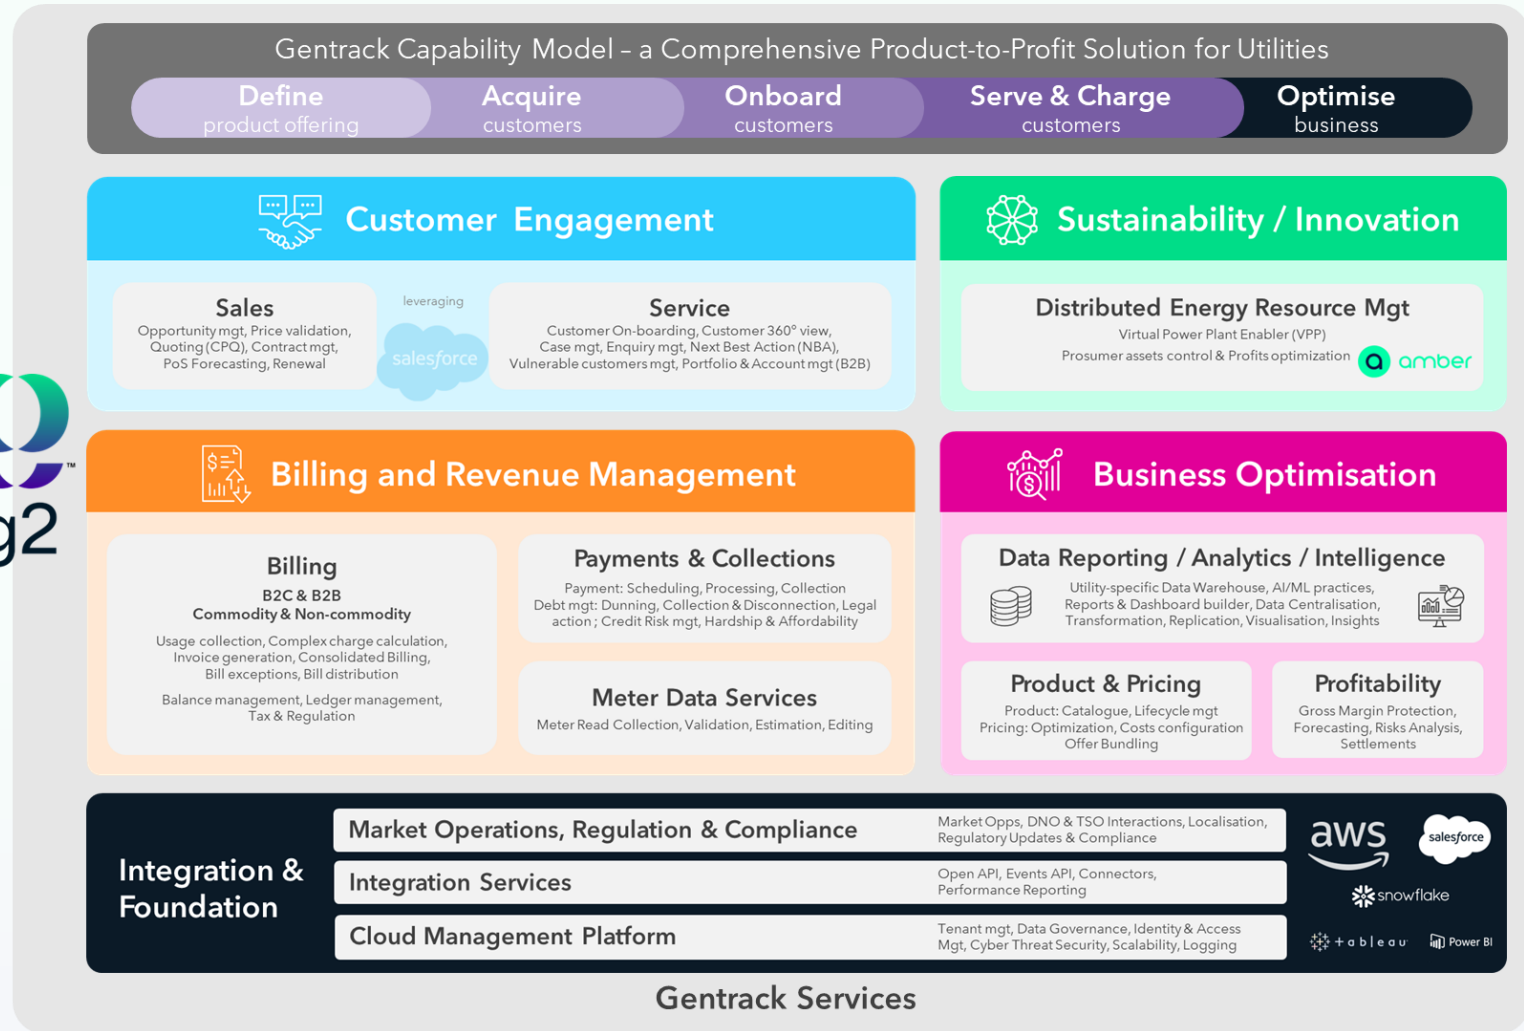 Gentrack Capability Model – a Comprehensive Product-to-Profit Solution for Utilities
Define
product offering
Acquire
customers
Onboard
customers
Serve & Charge
customers
Optimise
business
Customer Engagement
Sales
Opportunity mgt, Price validation,
Quoting (CPQ), Contract mgt,
PoS Forecasting, Renewal
leveraging
salesforce
Service
Customer On-boarding, Customer 360° view,
Case mgt, Enquiry mgt, Next Best Action (NBA),
Vulnerable customers mgt, Portfolio & Account mgt (B2B)
Sustainability / Innovation
Distributed Energy Resource Mgt
Virtual Power Plant Enabler (VPP)
Prosumer assets control & Profits optimization
amber
™
g2
Billing and Revenue Management
Billing
B2C & B2B
Commodity & Non-commodity
Usage collection, Complex charge calculation,
Invoice generation, Consolidated Billing,
Bill exceptions, Bill distribution
Balance management, Ledger management,
Tax & Regulation
Payments & Collections
Payment: Scheduling, Processing, Collection
Debt mgt: Dunning, Collection & Disconnection, Legal
action ; Credit Risk mgt, Hardship & Affordability
Meter Data Services
Meter Read Collection, Validation, Estimation, Editing
Business Optimisation
Data Reporting / Analytics / Intelligence
Utility-specific Data Warehouse, AI/ML practices,
Reports & Dashboard builder, Data Centralisation,
Transformation, Replication, Visualisation, Insights
Product & Pricing
Product: Catalogue, Lifecycle mgt
Pricing: Optimization, Costs configuration
Offer Bundling
Profitability
Gross Margin Protection,
Forecasting, Risks Analysis,
Settlements
Integration &
Foundation
Market Operations, Regulation & Compliance
Market Opps, DNO & TSO Interactions, Localisation,
Regulatory Updates & Compliance
Integration Services
Open API, Events API, Connectors,
Performance Reporting
Cloud Management Platform
Tenant mgt, Data Governance, Identity & Access
Mgt, Cyber Threat Security, Scalability, Logging
aws
salesforce
snowflake
+ableau
Power BI
Gentrack Services